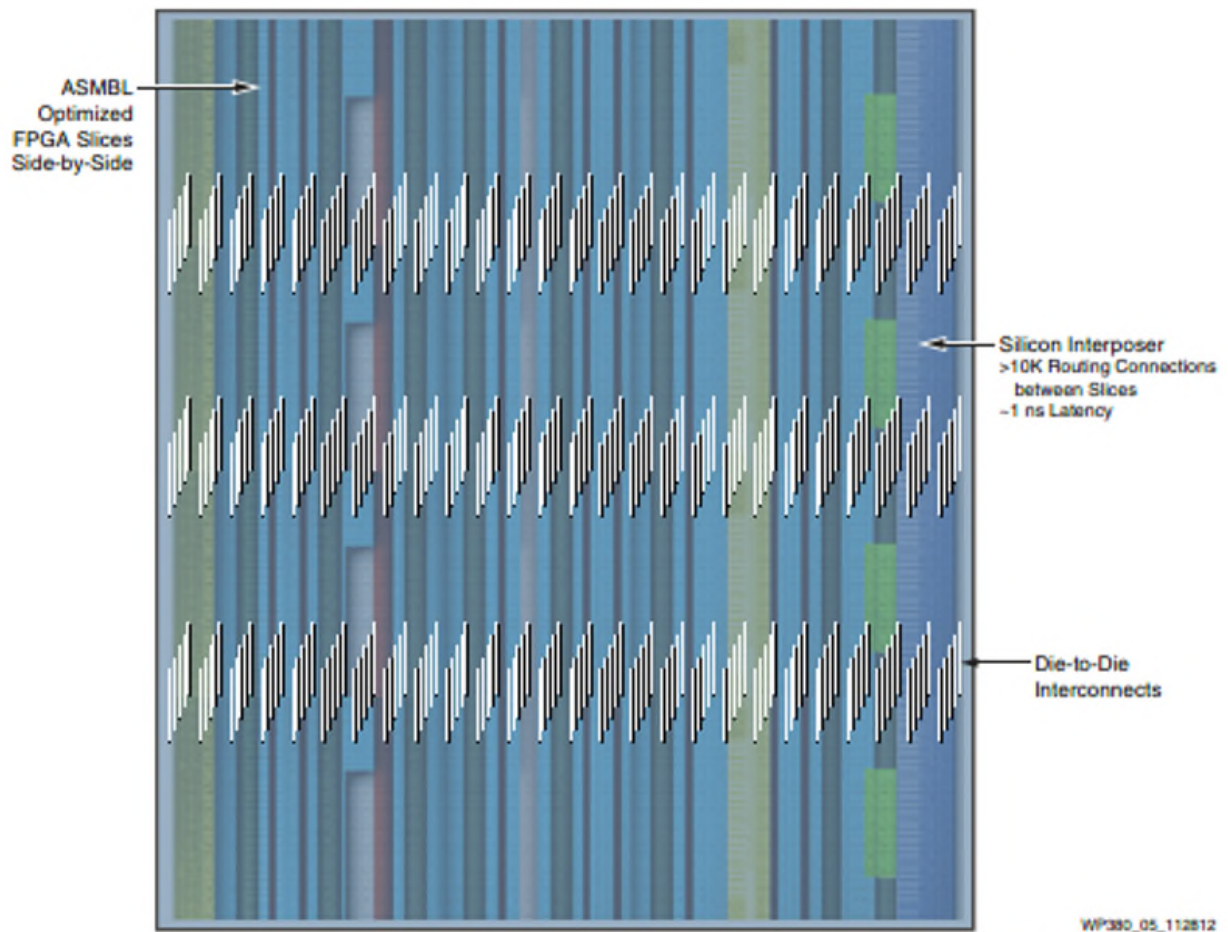 ASMBL
Optimized
FPGA Slices
Side-by-Side
Silicon Interposer
>10K Routing Connections
between Slices
~1 ns Latency
Die-to-Die
Interconnects
WP380_05_112812